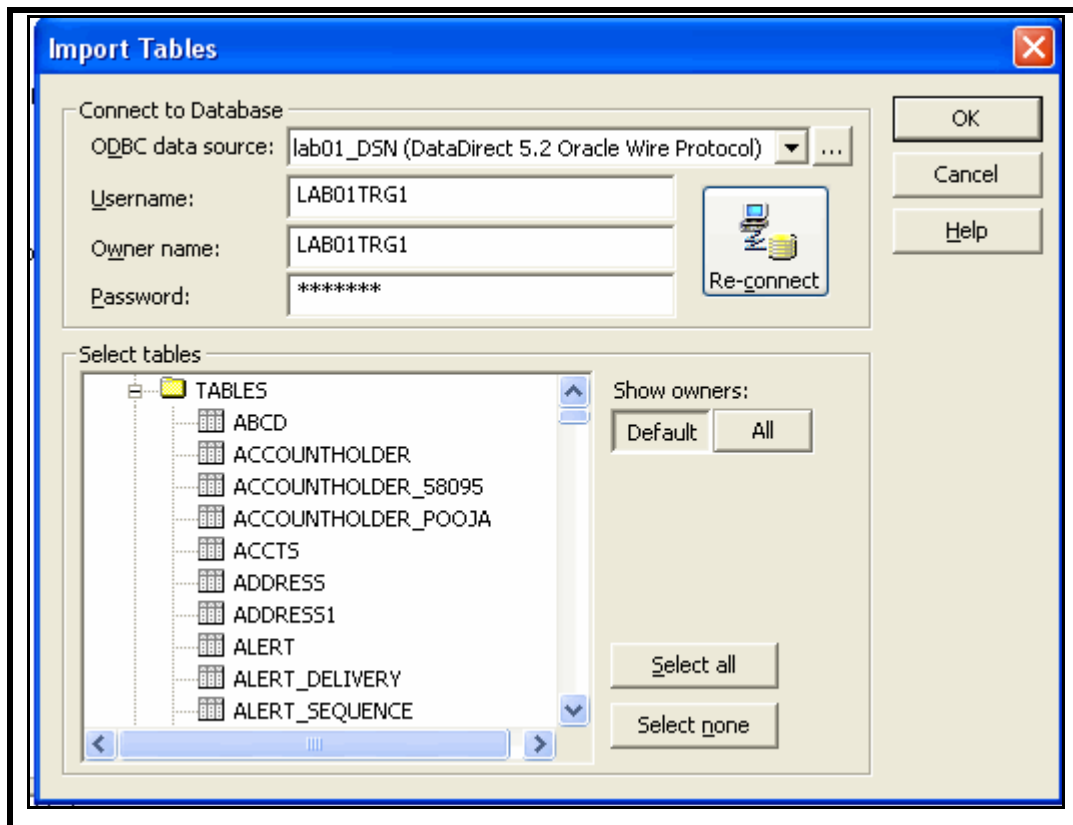 Import Tables
Connect to Database
ODBC data source:
lab01_DSN (DataDirect 5.2 Oracle Wire Protocol)
...
OK
Username:
LAB01TRG1
Cancel
Owner name:
LAB01TRG1
Help
Password:
*******
Re-connect
Select tables
TABLES
ABCD
ACCOUNTHOLDER
ACCOUNTHOLDER_58095
ACCOUNTHOLDER_POOJA
ACCTS
ADDRESS
ADDRESS1
ALERT
ALERT_DELIVERY
ALERT_SEQUENCE
Show owners:
Default
All
Select all
Select none